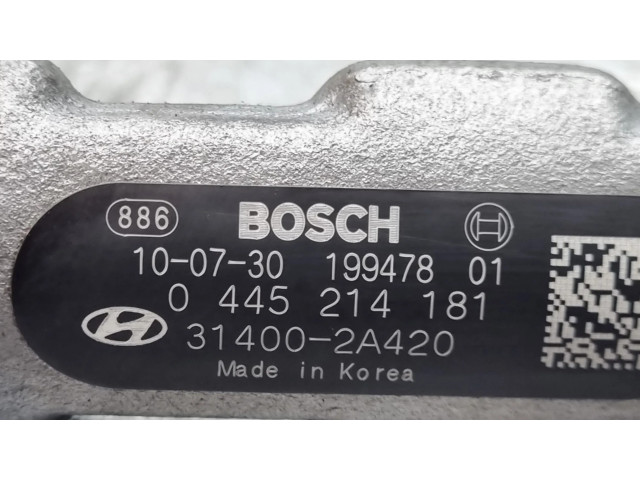 886 BOSCH
10-07-30 199478 01
0 445 214 181
31400-2A420
Made in Korea